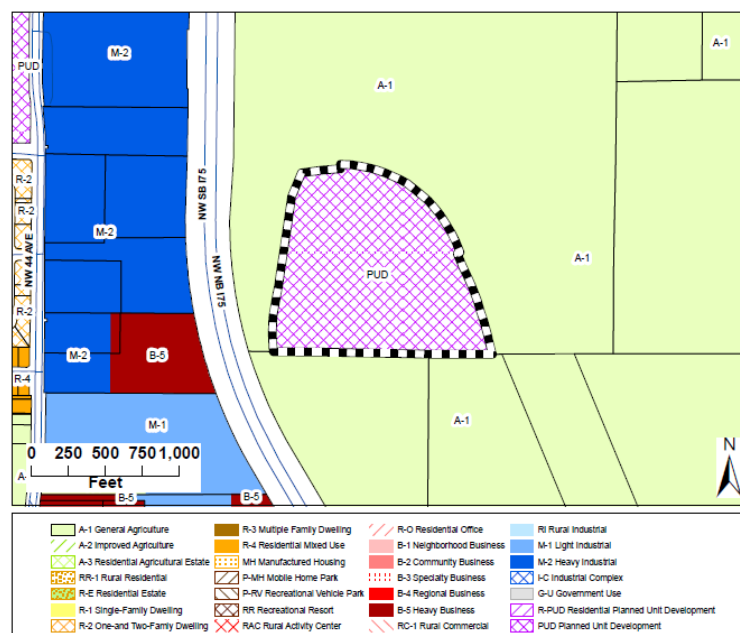 M-2
A-1
A-1
PUD
R-2
R-2
NW SB I75
M-2
NW 44 AVE
A-1
NW NB I75
PUD
R-2
M-2
B-5
R-4
M-1
A-1
0 250 500 750 1,000
Feet
A-
B-5
B-5
N
A-1 General Agriculture
A-2 Improved Agriculture
A-3 Residential Agricultural Estate
RR-1 Rural Residential
R-E Residential Estate
R-1 Single-Family Dwelling
R-2 One-and Two-Family Dwelling
R-3 Multiple Family Dwelling
R-4 Residential Mixed Use
MH Manufactured Housing
P-MH Mobile Home Park
P-RV Recreational Vehicle Park
RR Recreational Resort
RAC Rural Activity Center
R-O Residential Office
B-1 Neighborhood Business
B-2 Community Business
B-3 Specialty Business
B-4 Regional Business
B-5 Heavy Business
RC-1 Rural Commercial
RI Rural Industrial
M-1 Light Industrial
M-2 Heavy Industrial
I-C Industrial Complex
G-U Government Use
R-PUD Residential Planned Unit Development
PUD Planned Unit Development